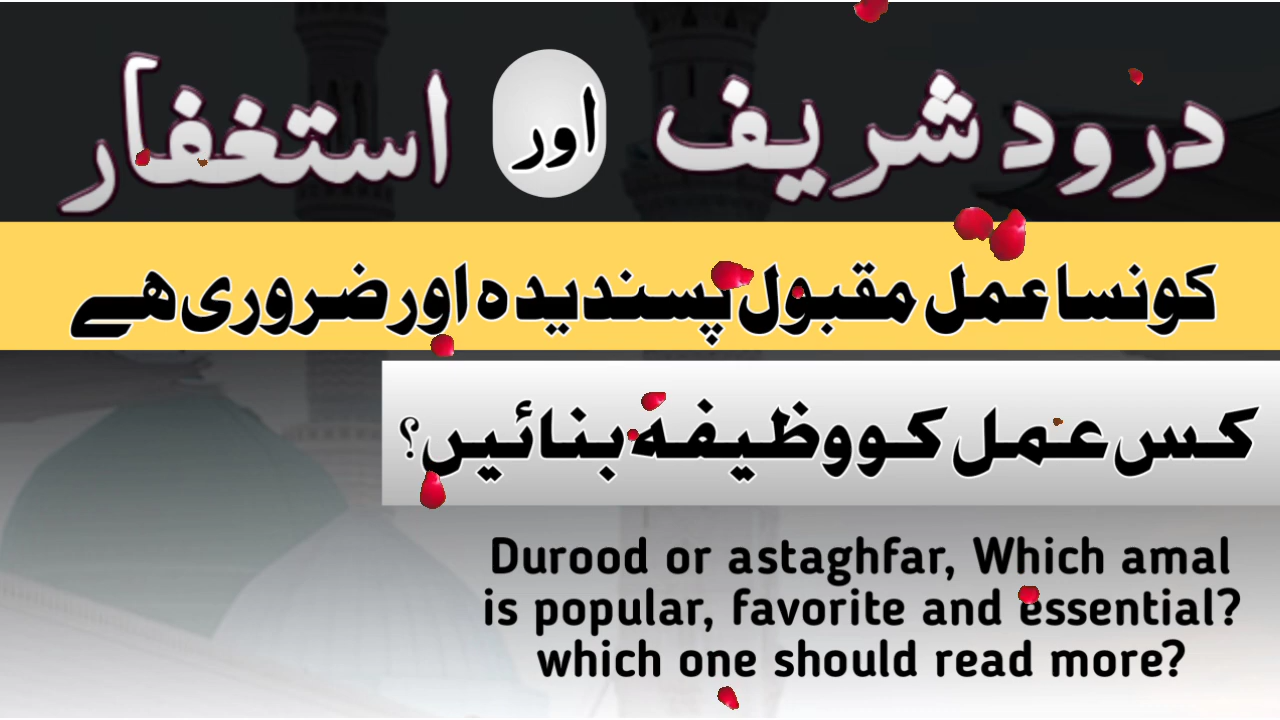 درود شریف اور استغفار
کونسا عمل مقبول پسندیدہ اور ضروری ھے
کس عمل کو وظیفہ بنائیں؟
Durood or astaghfar, Which amal
is popular, favorite and essential?
which one should read more?